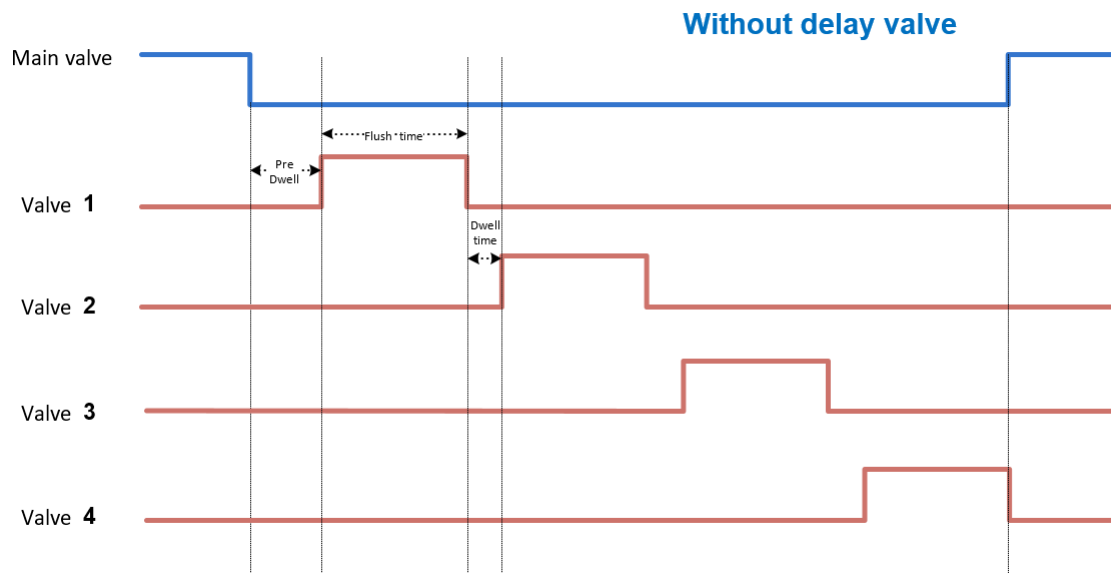 Without delay valve
Main valve
Flush time
Pre
Dwell
Valve 1
Dwell
time
Valve 2
Valve 3
Valve 4